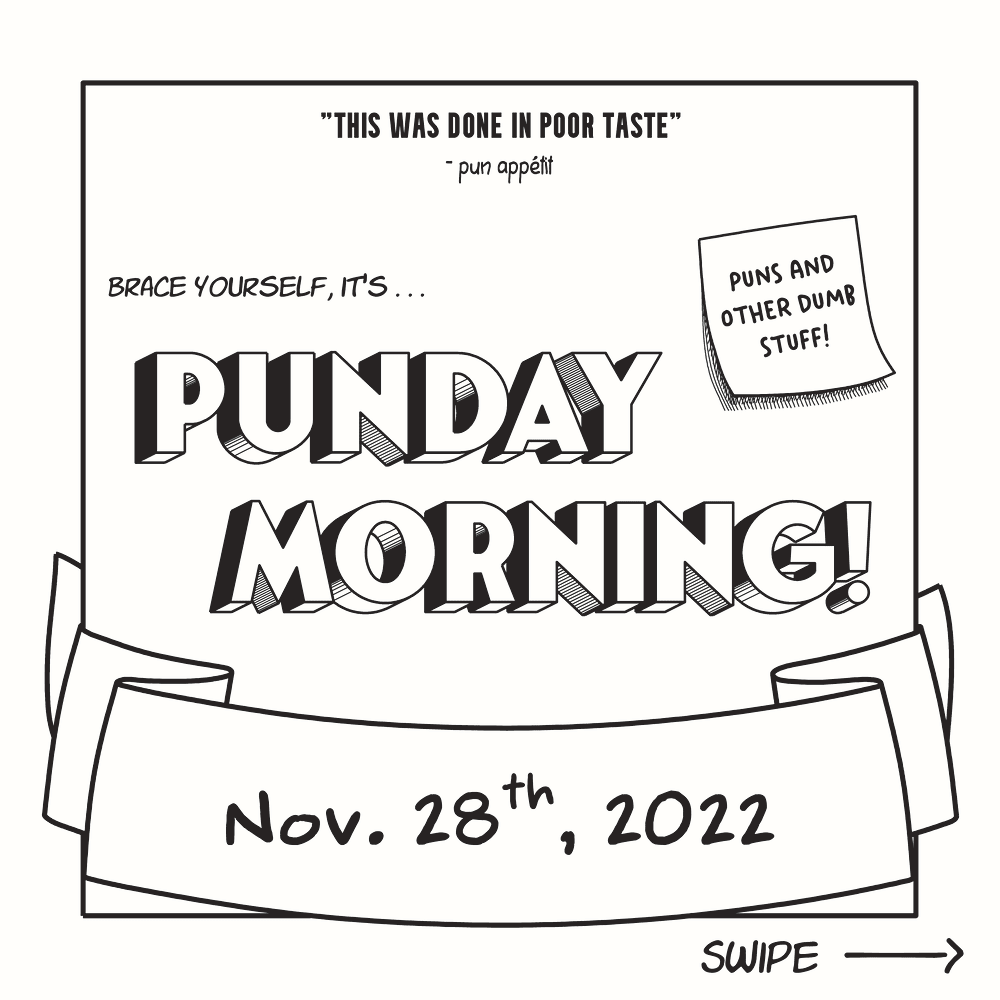 ”THIS WAS DONE IN POOR TASTE”
- pun appétit
BRACE YOURSELF, IT'S . . .
PUNS AND
OTHER DUMB
STUFF!
PUNDAY
MORNING!
Nov. 28th, 2022
SWIPE